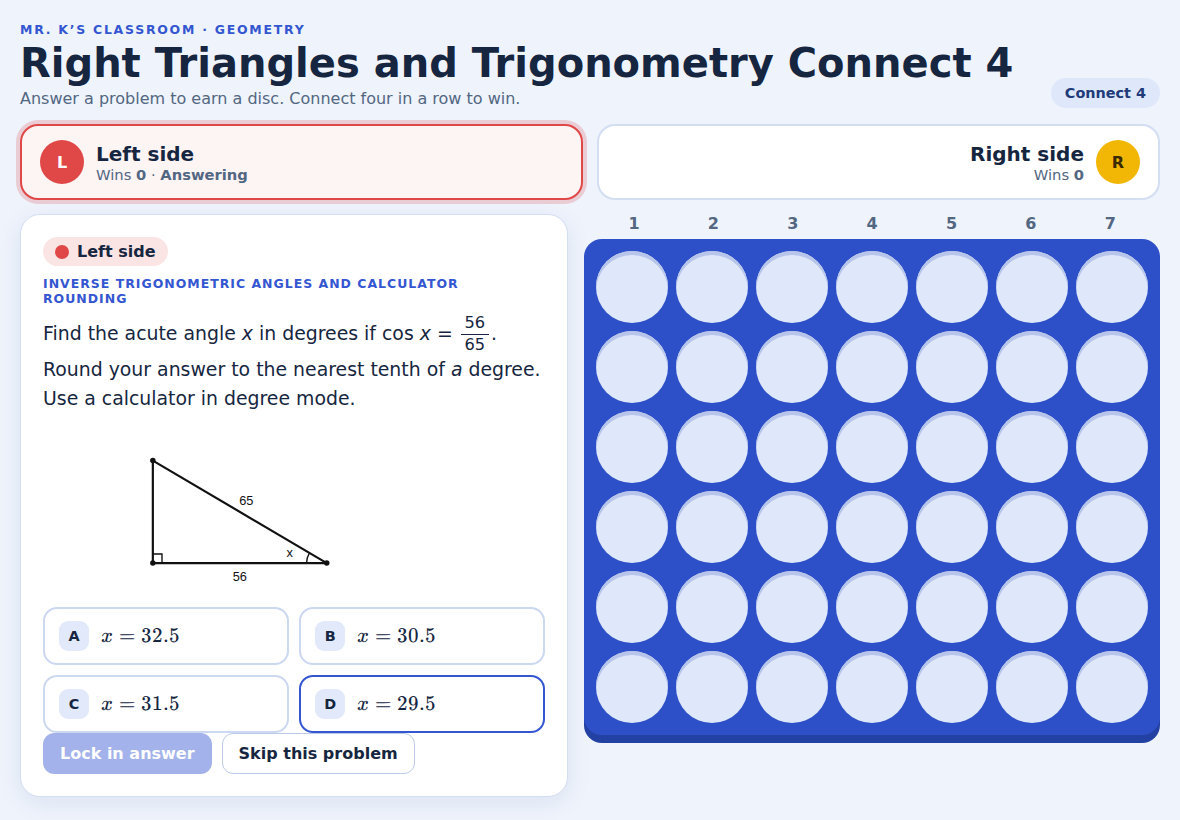 MR. K’S CLASSROOM · GEOMETRY
Right Triangles and Trigonometry Connect 4
Answer a problem to earn a disc. Connect four in a row to win.
Connect 4
L
Left side
Wins 0 · Answering
Right side
Wins 0
R
Left side
INVERSE TRIGONOMETRIC ANGLES AND CALCULATOR
ROUNDING
Find the acute angle x in degrees if cos x = 56/65.
Round your answer to the nearest tenth of a degree.
Use a calculator in degree mode.
65
x
56
A x = 32.5
B x = 30.5
C x = 31.5
D x = 29.5
Lock in answer
Skip this problem
1 2 3 4 5 6 7